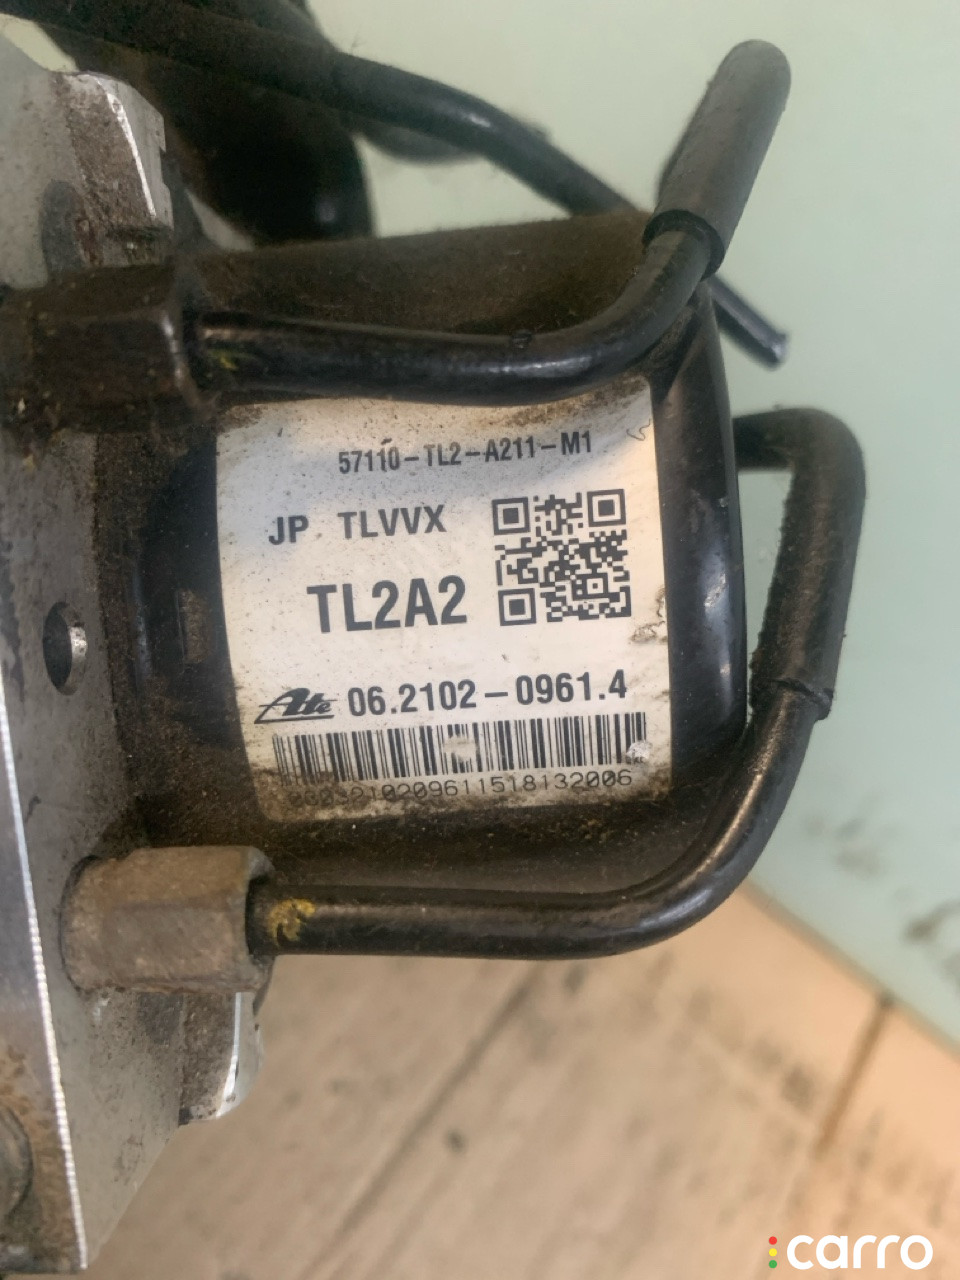 57110-TL2-A211-M1
JP TLVVX
TL2A2
Ate 06.2102-0961.4
carro